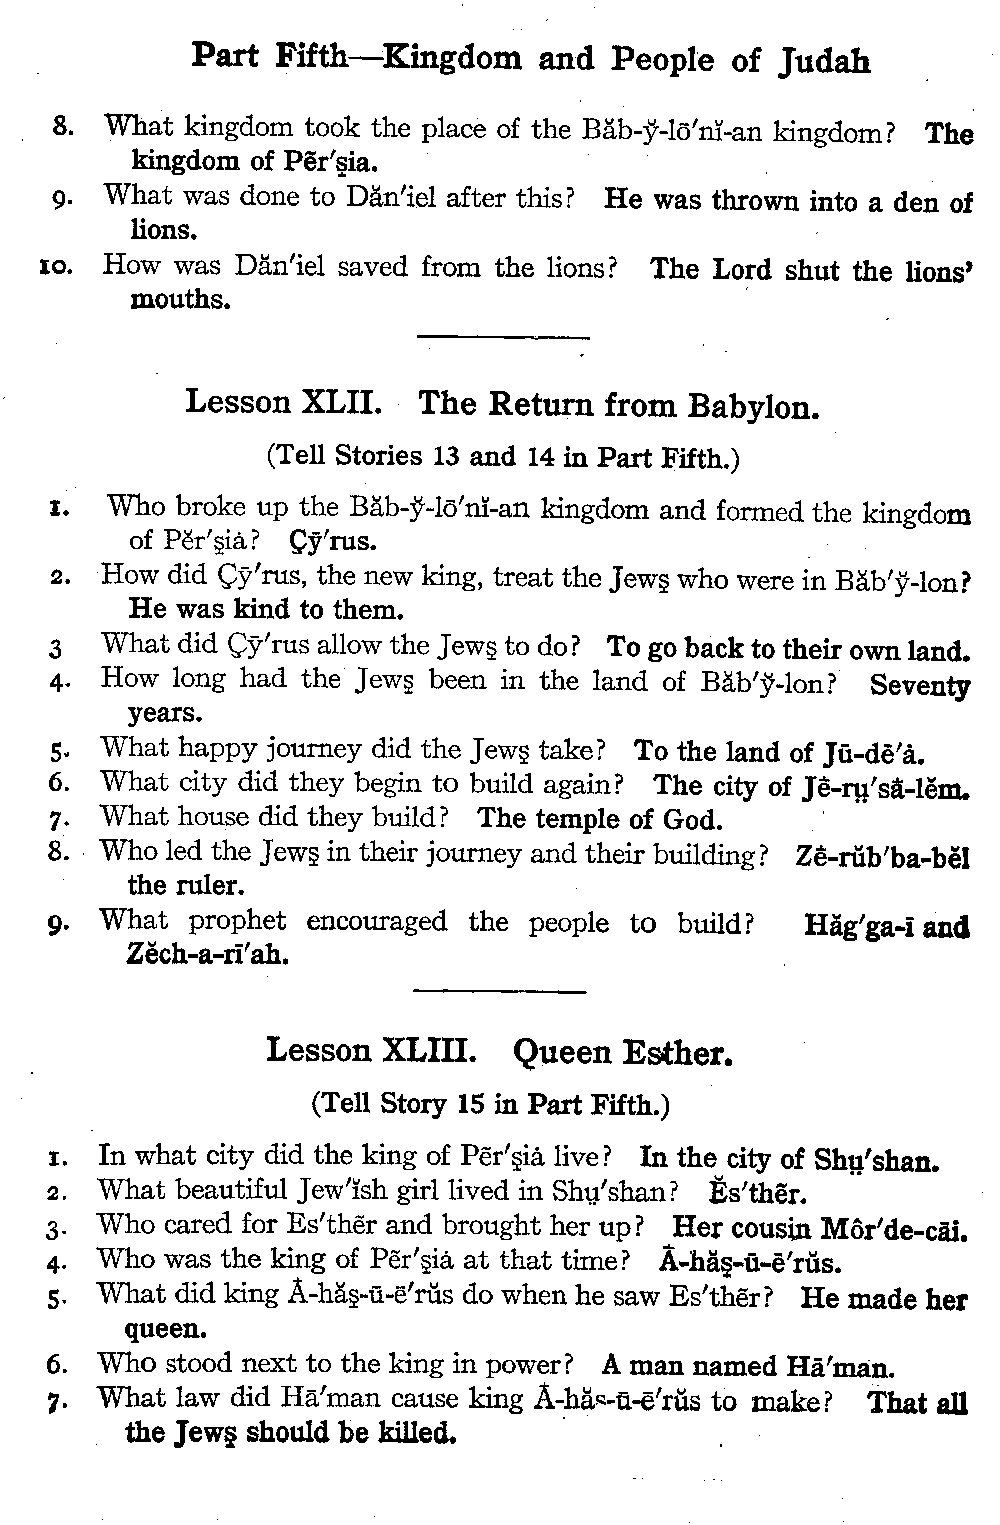 Part Fifth—Kingdom and People of Judah
8. What kingdom took the place of the Băb-y̆-lō′nĭ-an kingdom? The
kingdom of Pẽr′ş̱ia.
9. What was done to Dăn′iel after this? He was thrown into a den of
lions.
10. How was Dăn′iel saved from the lions? The Lord shut the lions'
mouths.
Lesson XLII. The Return from Babylon.
(Tell Stories 13 and 14 in Part Fifth.)
1. Who broke up the Băb-y̆-lō′nĭ-an kingdom and formed the kingdom
of Pĕr′şiȧ? Çȳ′rus.
2. How did Çȳ′rus, the new king, treat the Jewş who were in Băb′y̆-lon?
He was kind to them.
3 What did Çȳ′rus allow the Jewş to do? To go back to their own land.
4. How long had the Jewş been in the land of Băb′y̆-lon? Seventy
years.
5. What happy journey did the Jewş take? To the land of Jū-dē′ȧ.
6. What city did they begin to build again? The city of Jē̍-rṳ′sȧ-lĕm.
7. What house did they build? The temple of God.
8. Who led the Jewş in their journey and their building? Zē̍-rŭb′ba-bĕl
the ruler.
9. What prophet encouraged the people to build? Hăg′ga-ī and
Zĕch-a-rī′ah.
Lesson XLIII. Queen Esther.
(Tell Story 15 in Part Fifth.)
1. In what city did the king of Pẽr′şiȧ live? In the city of Shṳ′shan.
2. What beautiful Jew′ĭsh girl lived in Shṳ′shan? Ĕs′thẽr.
3. Who cared for Es′thẽr and brought her up? Her cousin Môr′de-cāi.
4. Who was the king of Pẽr′şiȧ at that time? Ā̍-hăş-ū-ē′rŭs.
5. What did king Ā̍-hăş-ū-ē′rŭs do when he saw Es′thẽr? He made her
queen.
6. Who stood next to the king in power? A man named Hā′man.
7. What law did Hā′man cause king Ā̍-hăs-ū-ē′rŭs to make? That all
the Jewş should be killed.